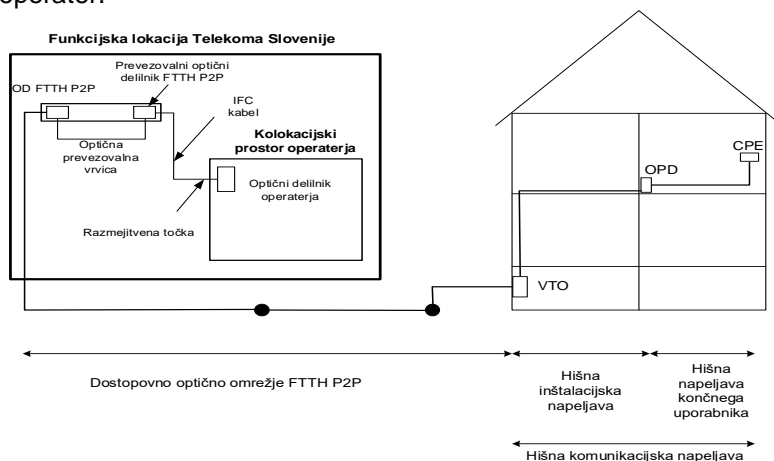 operater.
Funkcijska lokacija Telekoma Slovenije
Prevezovalni optični
delilnik FTTH P2P
OD FTTH P2P
IFC
kabel
Optična
prevezovalna
vrvica
Kolokacijski
prostor operaterja
Optični delilnik
operaterja
Razmejitvena točka
CPE
OPD
VTO
Dostopovno optično omrežje FTTH P2P
Hišna
inštalacijska
napeljava
Hišna
napeljava
končnega
uporabnika
Hišna komunikacijska napeljava